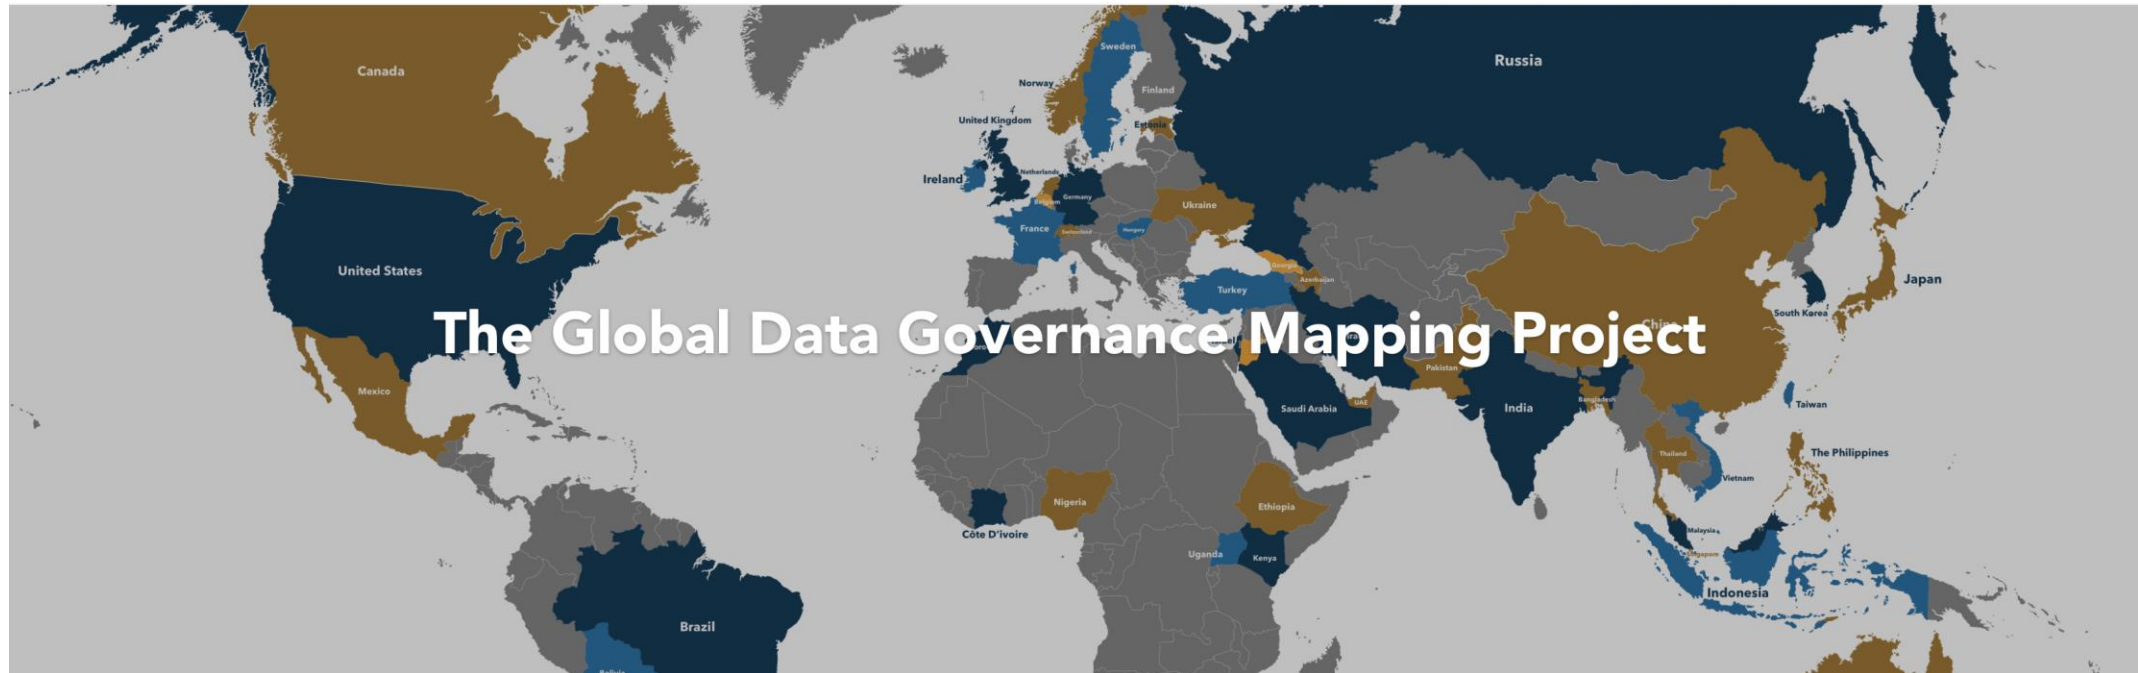 Canada
Sweden
Russia
Norway
Finland
United Kingdom
Estonia
Ireland
Netherlands
Germany
Belgium
Ukraine
France
Switzerland
Hungary
United States
Georgia
Azerbaijan
Turkey
Japan
South Korea
The Global Data Governance Mapping Project
China
Pakistan
Mexico
UAE
Bangladesh
Saudi Arabia
India
Taiwan
Thailand
The Philippines
Vietnam
Nigeria
Ethiopia
Côte D'ivoire
Malaysia
Uganda
Kenya
Singapore
Indonesia
Brazil